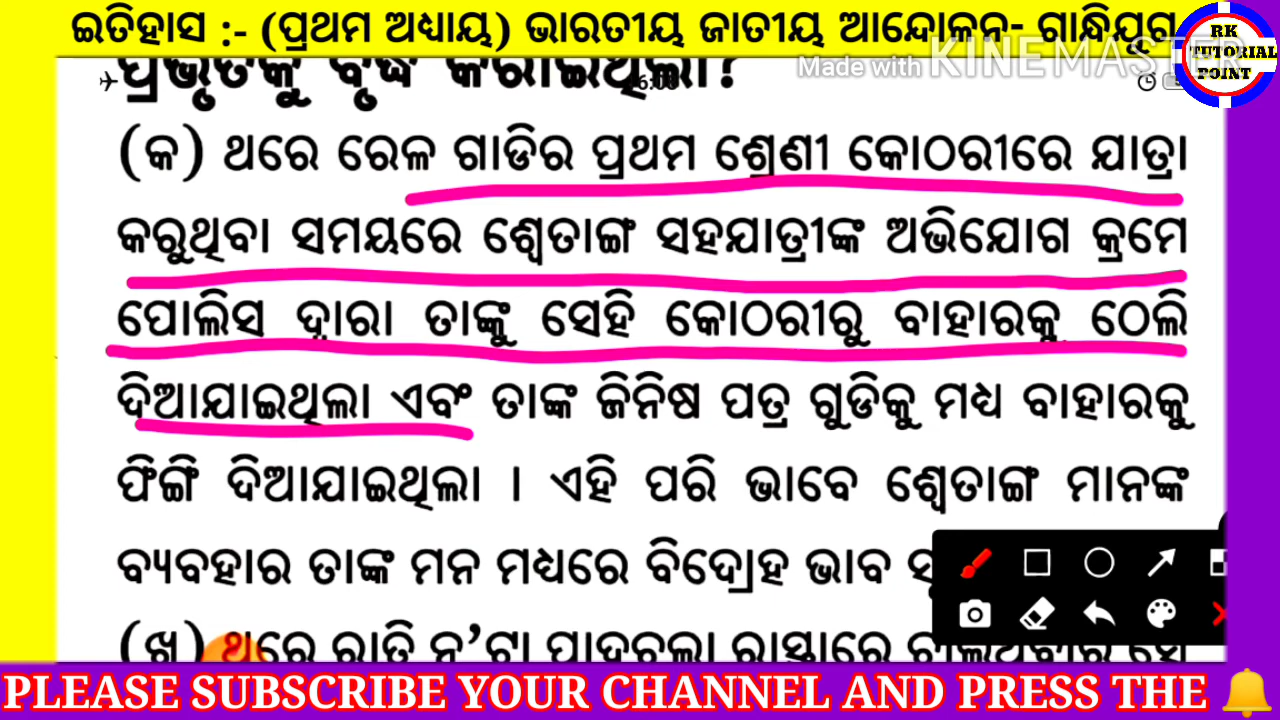 ଇତିହାସ :- (ପ୍ରଥମ ଅଧ୍ୟାୟ) ଭାରତୀୟ ଜାତୀୟ ଆନ୍ଦୋଳନ- ଗାନ୍ଧିଯୁଗ
RK
TUTORIAL
POINT
Made with KINEMASTER
(କ) ଥରେ ରେଳ ଗାଡିର ପ୍ରଥମ ଶ୍ରେଣୀ କୋଠରୀରେ ଯାତ୍ରା
କରୁଥିବା ସମୟରେ ଶ୍ୱେତାଙ୍ଗ ସହଯାତ୍ରୀଙ୍କ ଅଭିଯୋଗ କ୍ରମେ
ପୋଲିସ ଦ୍ୱାରା ତାଙ୍କୁ ସେହି କୋଠରୀରୁ ବାହାରକୁ ଠେଲି
ଦିଆଯାଇଥିଲା ଏବଂ ତାଙ୍କ ଜିନିଷ ପତ୍ର ଗୁଡିକୁ ମଧ୍ୟ ବାହାରକୁ
ଫିଙ୍ଗି ଦିଆଯାଇଥିଲା । ଏହି ପରି ଭାବେ ଶ୍ୱେତାଙ୍ଗ ମାନଙ୍କ
ବ୍ୟବହାର ତାଙ୍କ ମନ ମଧ୍ୟରେ ବିଦ୍ରୋହ ଭାବ
(ଖ) ଥରେ ରାତି ନ'ଟା ପାଦଚଲା ରାସ୍ତାରେ
PLEASE SUBSCRIBE YOUR CHANNEL AND PRESS THE